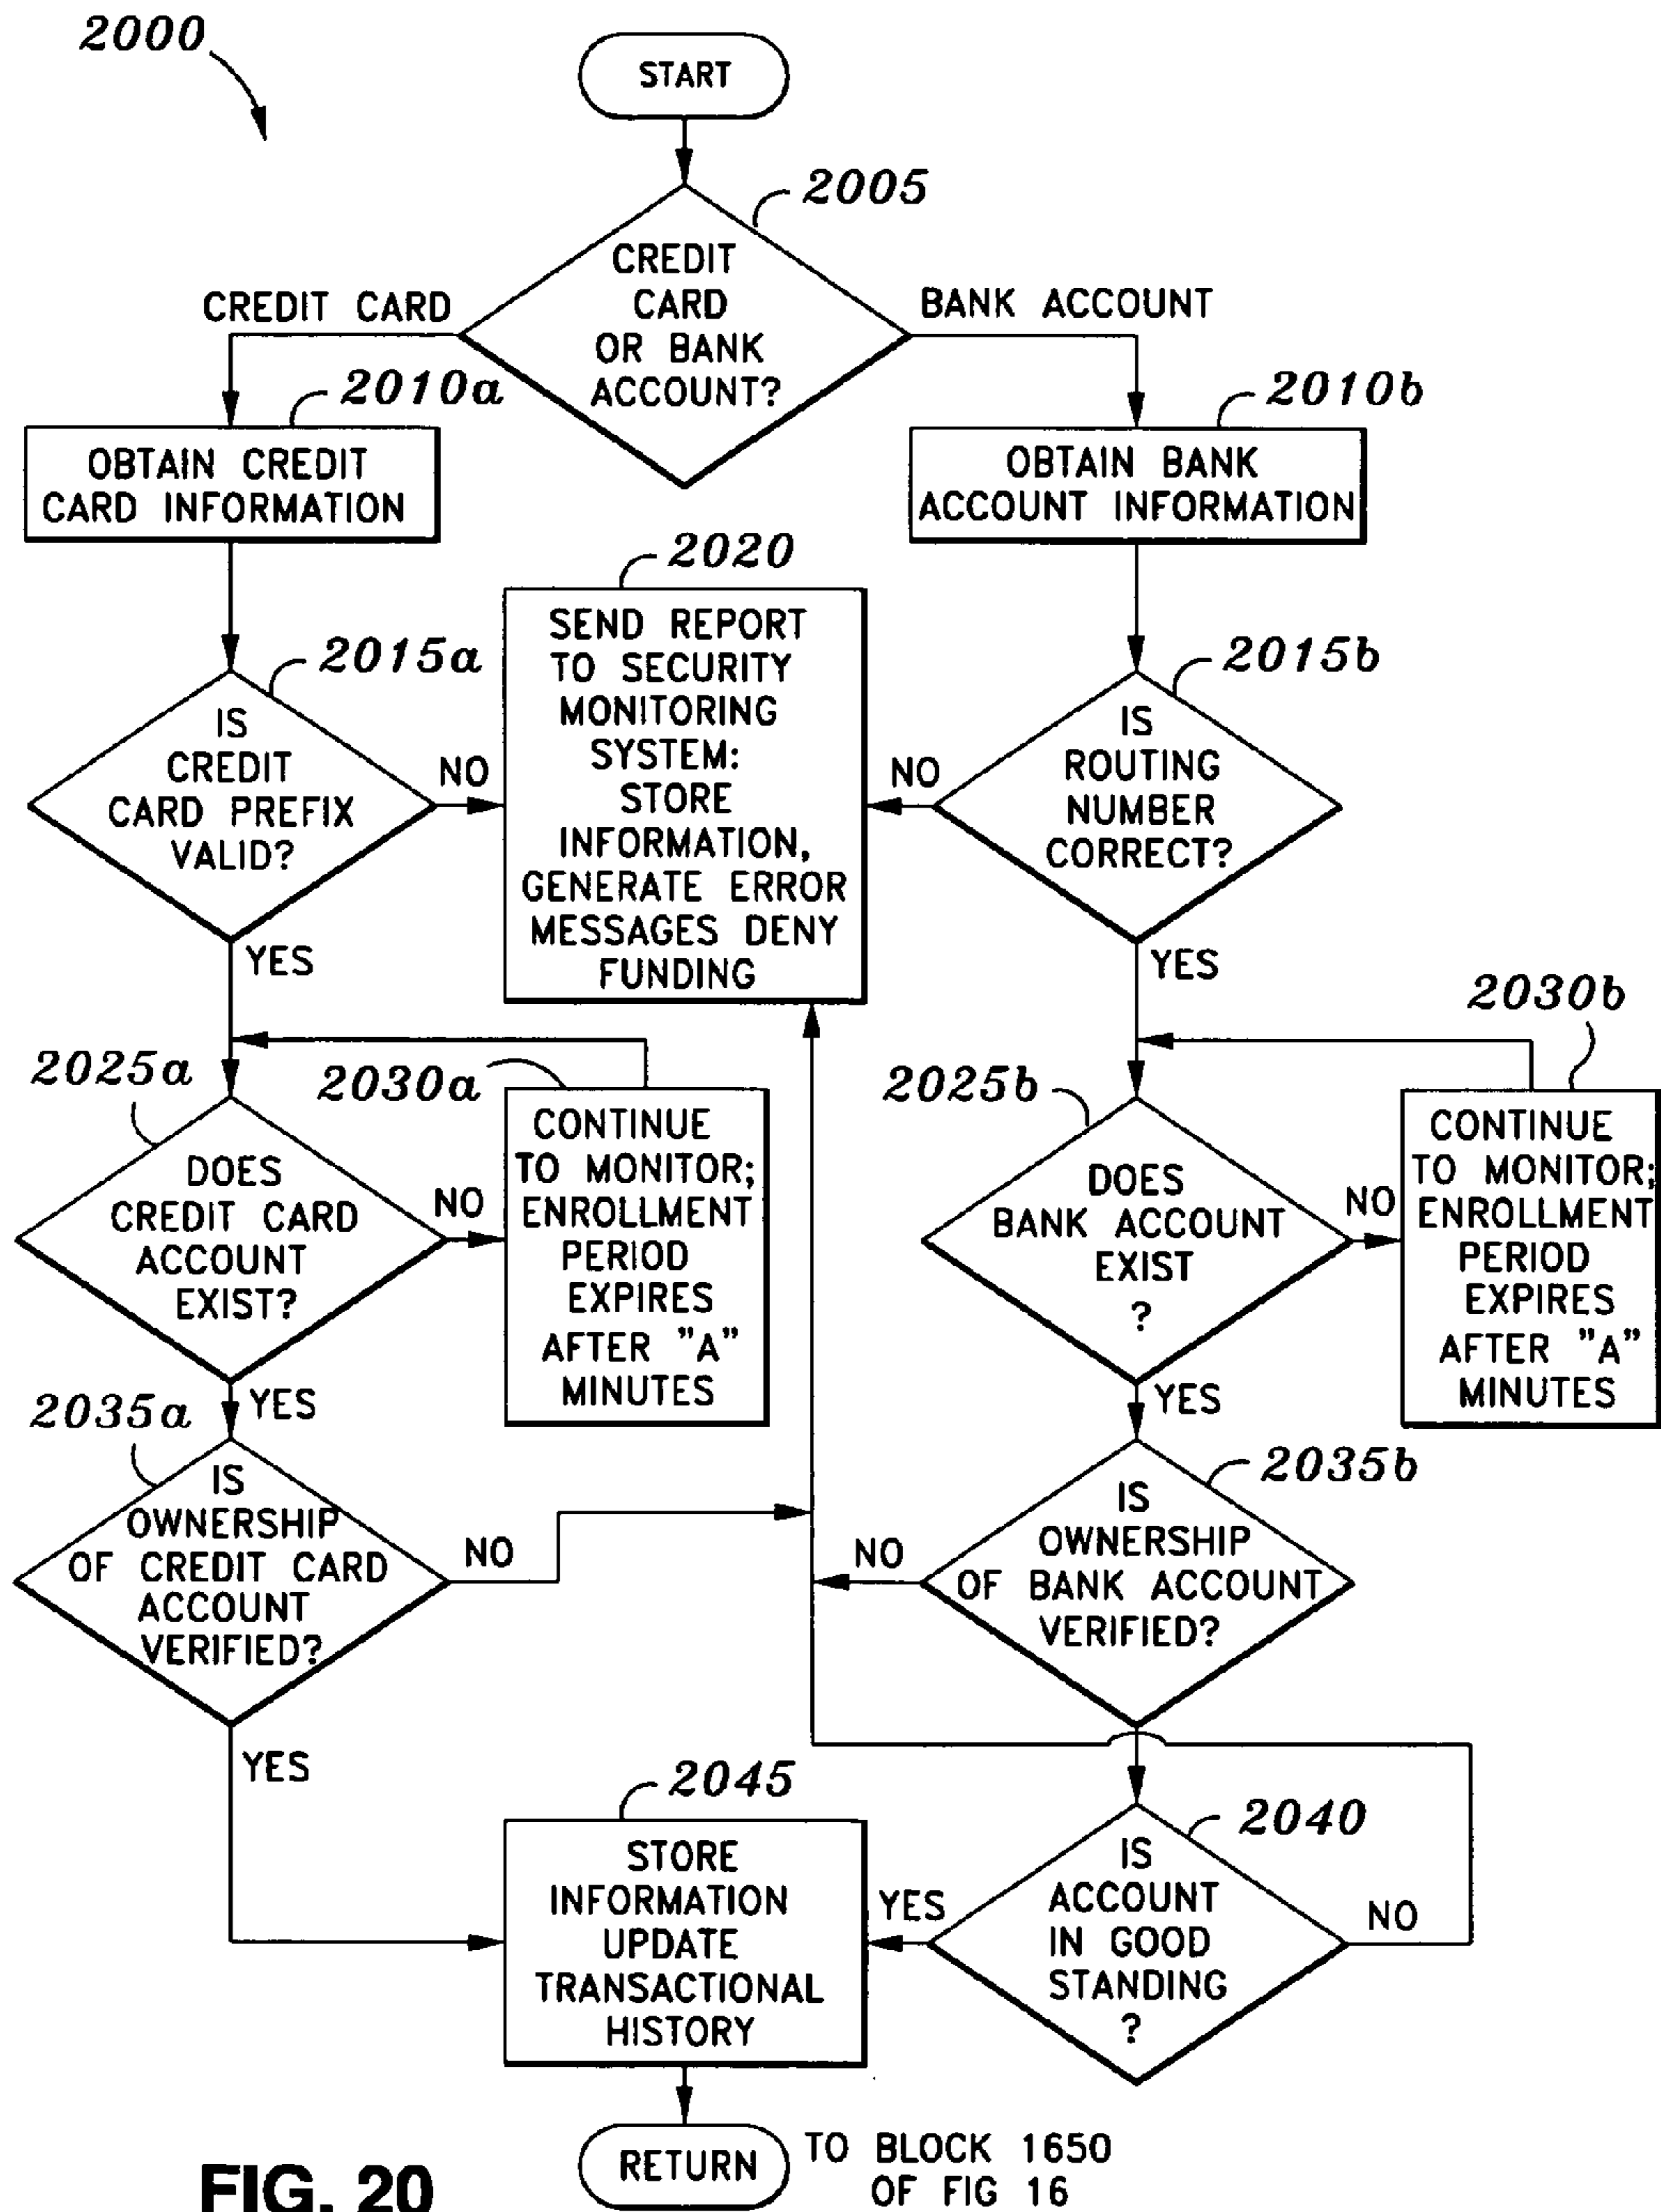 2000
START
2005
CREDIT
CARD
OR BANK
ACCOUNT?
CREDIT CARD
BANK ACCOUNT
2010a
2010b
OBTAIN CREDIT
CARD INFORMATION
OBTAIN BANK
ACCOUNT INFORMATION
2020
SEND REPORT
TO SECURITY
MONITORING
SYSTEM:
STORE
INFORMATION,
GENERATE ERROR
MESSAGES DENY
FUNDING
2015a
IS
CREDIT
CARD PREFIX
VALID?
NO
YES
2015b
IS
ROUTING
NUMBER
CORRECT?
NO
YES
2025a
DOES
CREDIT CARD
ACCOUNT
EXIST?
NO
YES
2030a
CONTINUE
TO MONITOR;
ENROLLMENT
PERIOD
EXPIRES
AFTER "A"
MINUTES
2025b
DOES
BANK ACCOUNT
EXIST
?
NO
YES
2030b
CONTINUE
TO MONITOR;
ENROLLMENT
PERIOD
EXPIRES
AFTER "A"
MINUTES
2035a
IS
OWNERSHIP
OF CREDIT CARD
ACCOUNT
VERIFIED?
NO
YES
2035b
IS
OWNERSHIP
OF BANK ACCOUNT
VERIFIED?
NO
2045
STORE
INFORMATION
UPDATE
TRANSACTIONAL
HISTORY
2040
IS
ACCOUNT
IN GOOD
STANDING
?
YES
NO
RETURN
TO BLOCK 1650
OF FIG 16
FIG. 20